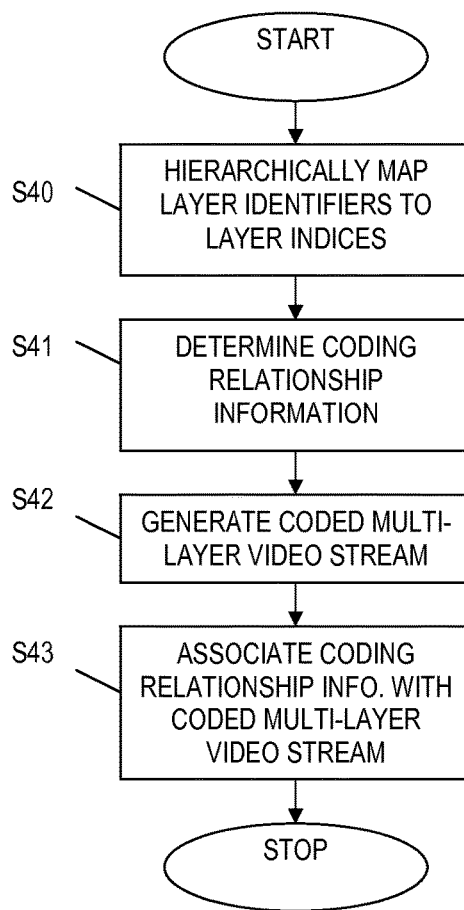 START
S40
HIERARCHICALLY MAP
LAYER IDENTIFIERS TO
LAYER INDICES
S41
DETERMINE CODING
RELATIONSHIP
INFORMATION
S42
GENERATE CODED MULTI-
LAYER VIDEO STREAM
S43
ASSOCIATE CODING
RELATIONSHIP INFO. WITH
CODED MULTI-LAYER
VIDEO STREAM
STOP